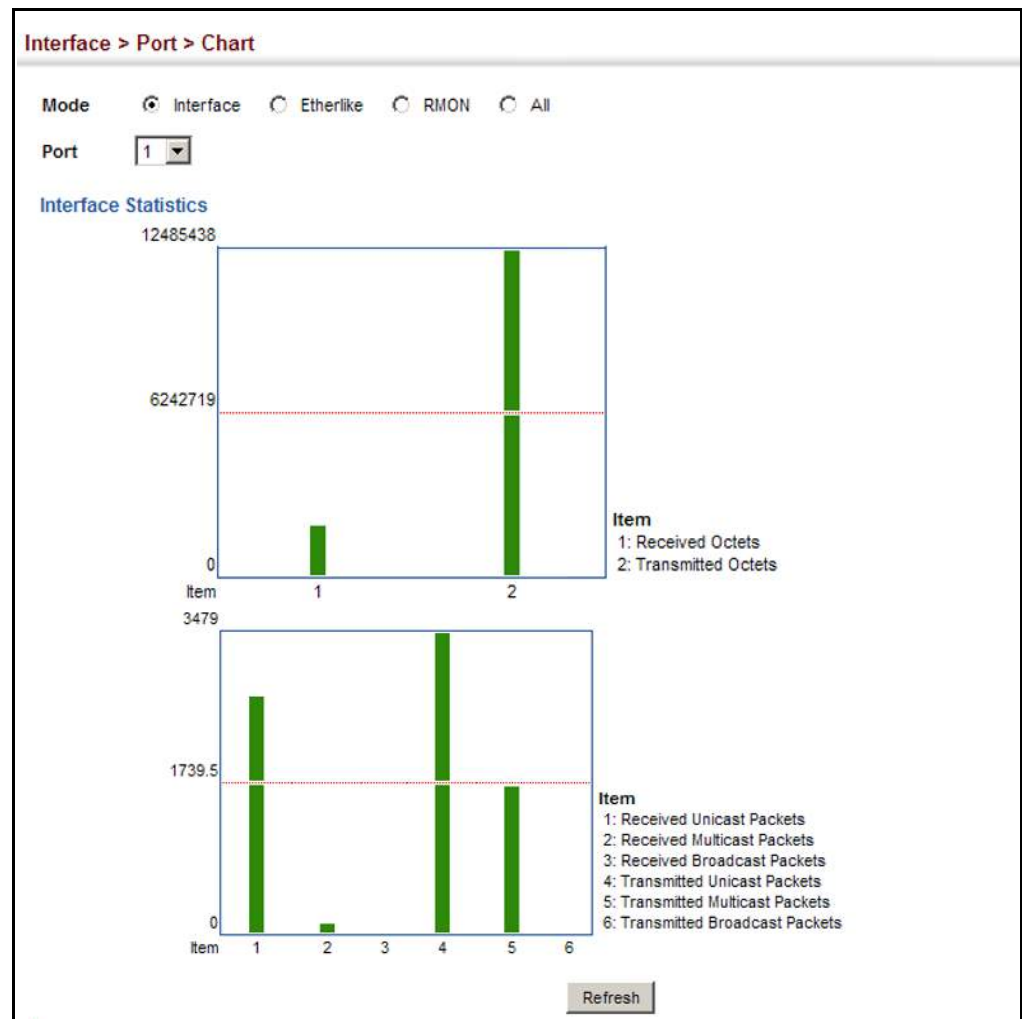 Interface > Port > Chart
Mode Interface Etherlike RMON All
Port 1
Interface Statistics
12485438
6242719
0
Item 1 2
Item
1: Received Octets
2: Transmitted Octets
3479
1739.5
0
Item 1 2 3 4 5 6
Item
1: Received Unicast Packets
2: Received Multicast Packets
3: Received Broadcast Packets
4: Transmitted Unicast Packets
5: Transmitted Multicast Packets
6: Transmitted Broadcast Packets
Refresh